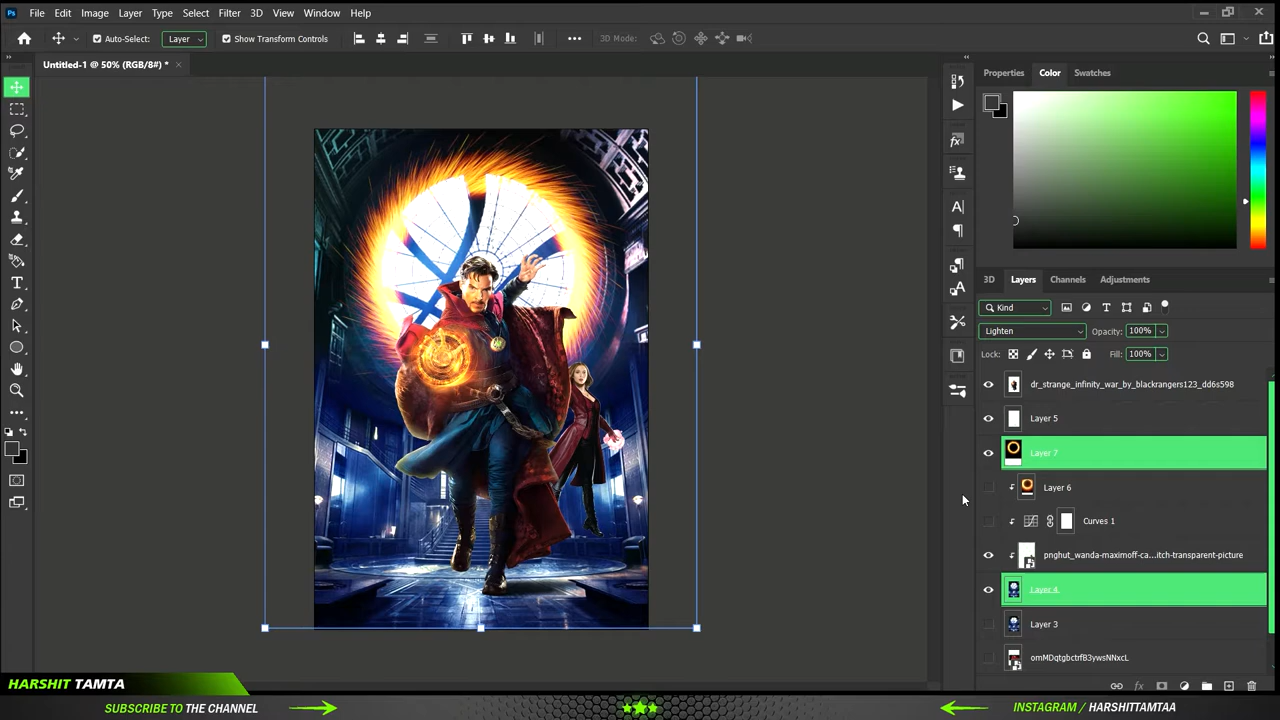 Ps File Edit Image Layer Type Select Filter 3D View Window Help
Auto-Select: Layer Show Transform Controls 3D Mode:
Untitled-1 @ 50% (RGB/8#) *
Properties Color Swatches
3D Layers Channels Adjustments
Kind
Lighten Opacity: 100%
Lock: Fill: 100%
dr_strange_infinity_war_by_blackrangers123_dd6s598
Layer 5
Layer 7
Layer 6
Curves 1
pnghut_wanda-maximoff-ca...itch-transparent-picture
Layer 4
Layer 3
omMDqtgbctrfB3ywsNNxcL
HARSHIT TAMTA
SUBSCRIBE TO THE CHANNEL
INSTAGRAM / HARSHITTAMTAA